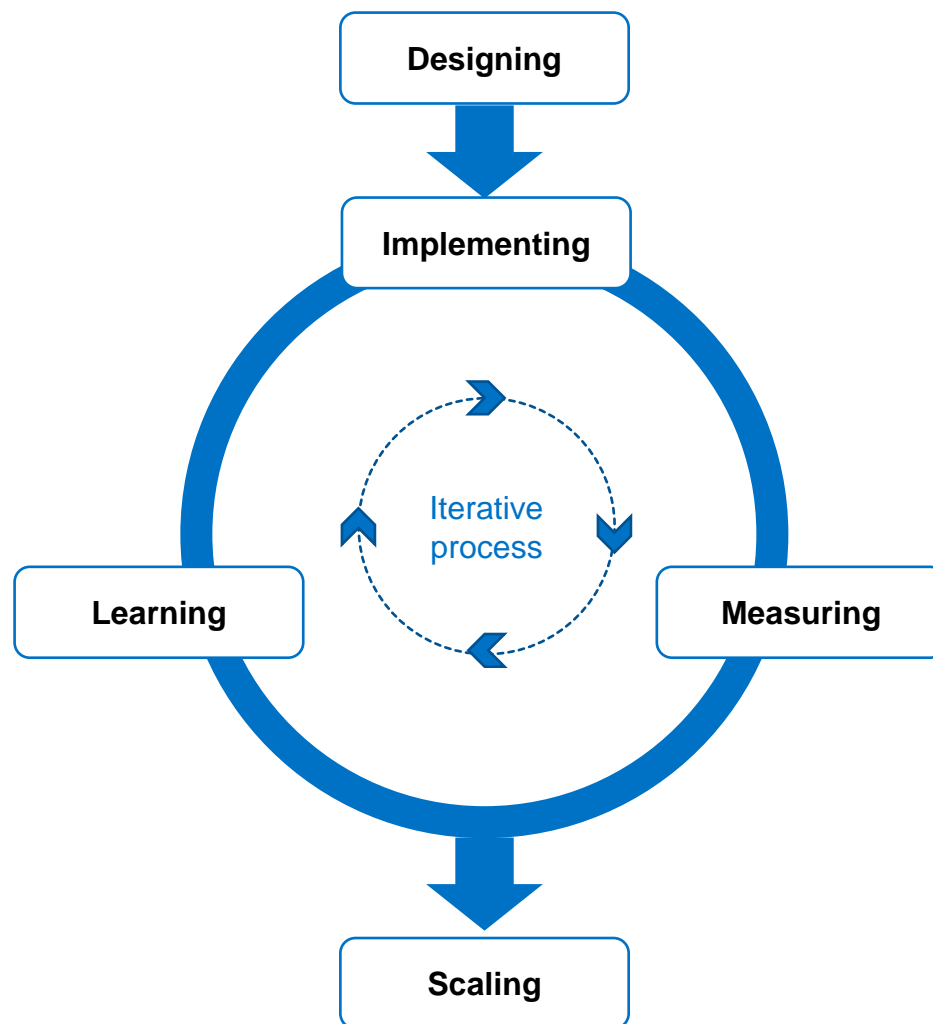 Designing
Implementing
Iterative
process
Learning
Measuring
Scaling